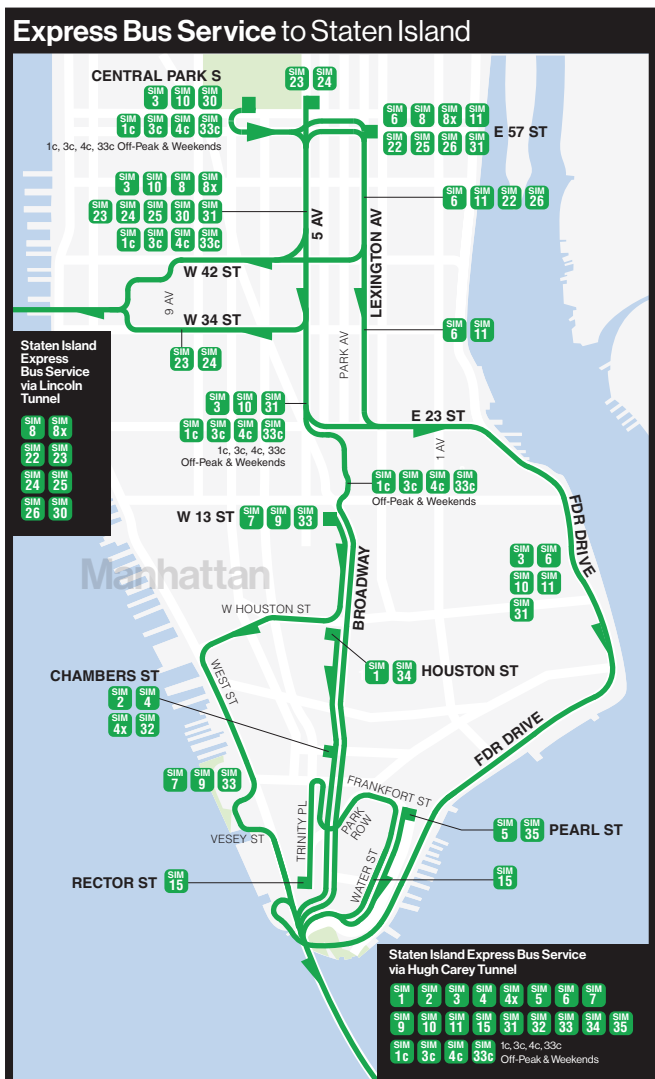 Express Bus Service to Staten Island
CENTRAL PARK S
SIM 3 SIM 10 SIM 30
SIM 1c SIM 3c SIM 4c SIM 33c
1c, 3c, 4c, 33c Off-Peak & Weekends
SIM 23 SIM 24
SIM 6 SIM 8 SIM 8x SIM 11
E 57 ST
SIM 22 SIM 25 SIM 26 SIM 31
SIM 3 SIM 10 SIM 8 SIM 8x
SIM 23 SIM 24 SIM 25 SIM 30 SIM 31
SIM 1c SIM 3c SIM 4c SIM 33c
5 AV
LEXINGTON AV
SIM 6 SIM 11 SIM 22 SIM 26
W 42 ST
9 AV
W 34 ST
PARK AV
SIM 6 SIM 11
SIM 23 SIM 24
Staten Island
Express
Bus Service
via Lincoln
Tunnel
SIM 8 SIM 8x
SIM 22 SIM 23
SIM 24 SIM 25
SIM 26 SIM 30
SIM 3 SIM 10 SIM 31
SIM 1c SIM 3c SIM 4c SIM 33c
1c, 3c, 4c, 33c
Off-Peak & Weekends
E 23 ST
1 AV
SIM 1c SIM 3c SIM 4c SIM 33c
Off-Peak & Weekends
W 13 ST
SIM 7 SIM 9 SIM 33
FDR DRIVE
SIM 3 SIM 6
SIM 10 SIM 11
SIM 31
Manhattan
BROADWAY
W HOUSTON ST
WEST ST
SIM 1 SIM 34
HOUSTON ST
CHAMBERS ST
SIM 2 SIM 4
SIM 4x SIM 32
FDR DRIVE
SIM 7 SIM 9 SIM 33
VESEY ST
TRINITY PL
PARK
ROW
FRANKFORT ST
SIM 5 SIM 35
PEARL ST
WATER ST
SIM 15
RECTOR ST
SIM 15
Staten Island Express Bus Service
via Hugh Carey Tunnel
SIM 1 SIM 2 SIM 3 SIM 4 SIM 4x SIM 5 SIM 6 SIM 7
SIM 9 SIM 10 SIM 11 SIM 15 SIM 31 SIM 32 SIM 33 SIM 34 SIM 35
SIM 1c SIM 3c SIM 4c SIM 33c
1c, 3c, 4c, 33c
Off-Peak & Weekends